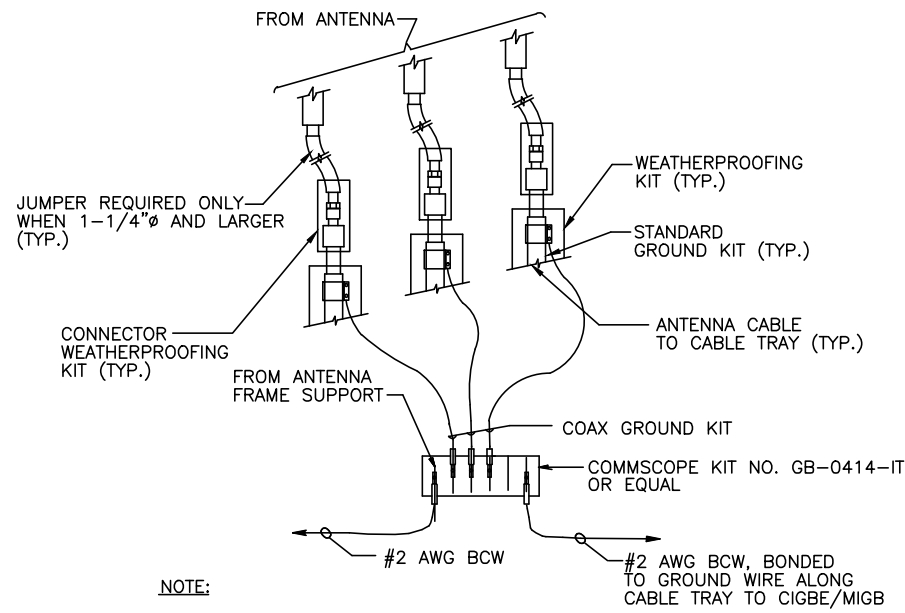 FROM ANTENNA
JUMPER REQUIRED ONLY
WHEN 1-1/4"ø AND LARGER
(TYP.)
WEATHERPROOFING
KIT (TYP.)
STANDARD
GROUND KIT (TYP.)
ANTENNA CABLE
TO CABLE TRAY (TYP.)
CONNECTOR
WEATHERPROOFING
KIT (TYP.)
FROM ANTENNA
FRAME SUPPORT
COAX GROUND KIT
COMMSCOPE KIT NO. GB-0414-IT
OR EQUAL
#2 AWG BCW
#2 AWG BCW, BONDED
TO GROUND WIRE ALONG
CABLE TRAY TO CIGBE/MIGB
NOTE: